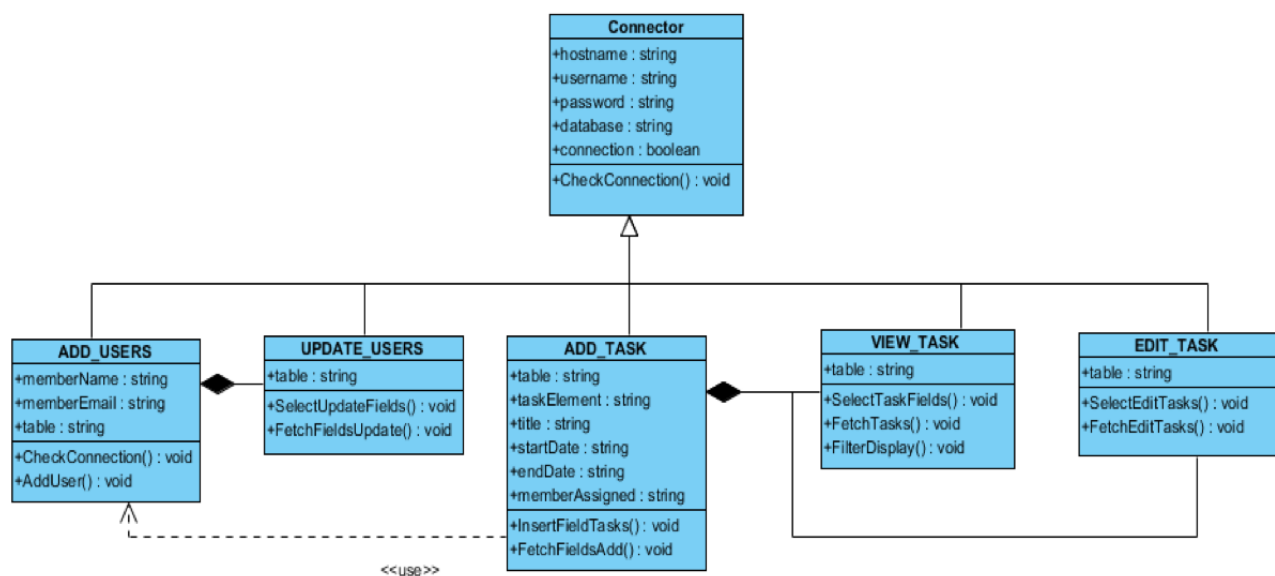 Connector
+hostname : string
+username : string
+password : string
+database : string
+connection : boolean
+CheckConnection() : void
ADD_USERS
+memberName : string
+memberEmail : string
+table : string
+CheckConnection() : void
+AddUser() : void
UPDATE_USERS
+table : string
+SelectUpdateFields() : void
+FetchFieldsUpdate() : void
ADD_TASK
+table : string
+taskElement : string
+title : string
+startDate : string
+endDate : string
+memberAssigned : string
+InsertFieldTasks() : void
+FetchFieldsAdd() : void
VIEW_TASK
+table : string
+SelectTaskFields() : void
+FetchTasks() : void
+FilterDisplay() : void
EDIT_TASK
+table : string
+SelectEditTasks() : void
+FetchEditTasks() : void
<<use>>